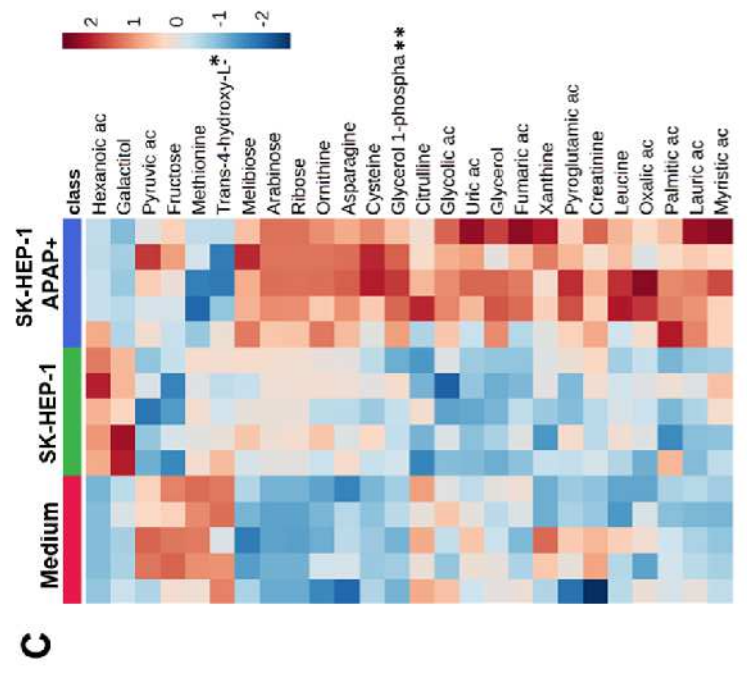 C
SK-HEP-1
APAP+
SK-HEP-1
Medium
class
Hexanoic ac
Galactitol
Pyruvic ac
Fructose
Methionine
Trans-4-hydroxy-L-*
Melibiose
Arabinose
Ribose
Ornithine
Asparagine
Cysteine
Glycerol 1-phospha **
Citrulline
Glycolic ac
Uric ac
Glycerol
Fumaric ac
Xanthine
Pyroglutamic ac
Creatinine
Leucine
Oxalic ac
Palmitic ac
Lauric ac
Myristic ac
2
1
0
-1
-2